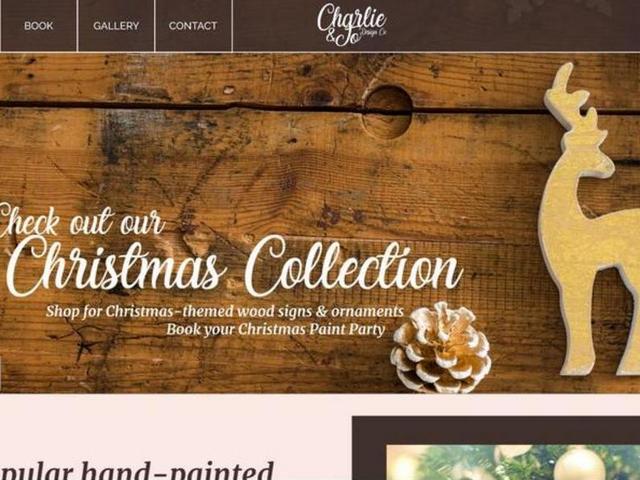 BOOK
GALLERY
CONTACT
Charlie
& Jo Design Co
Check out our
Christmas Collection
Shop for Christmas-themed wood signs & ornaments
Book your Christmas Paint Party
pular hand-painted